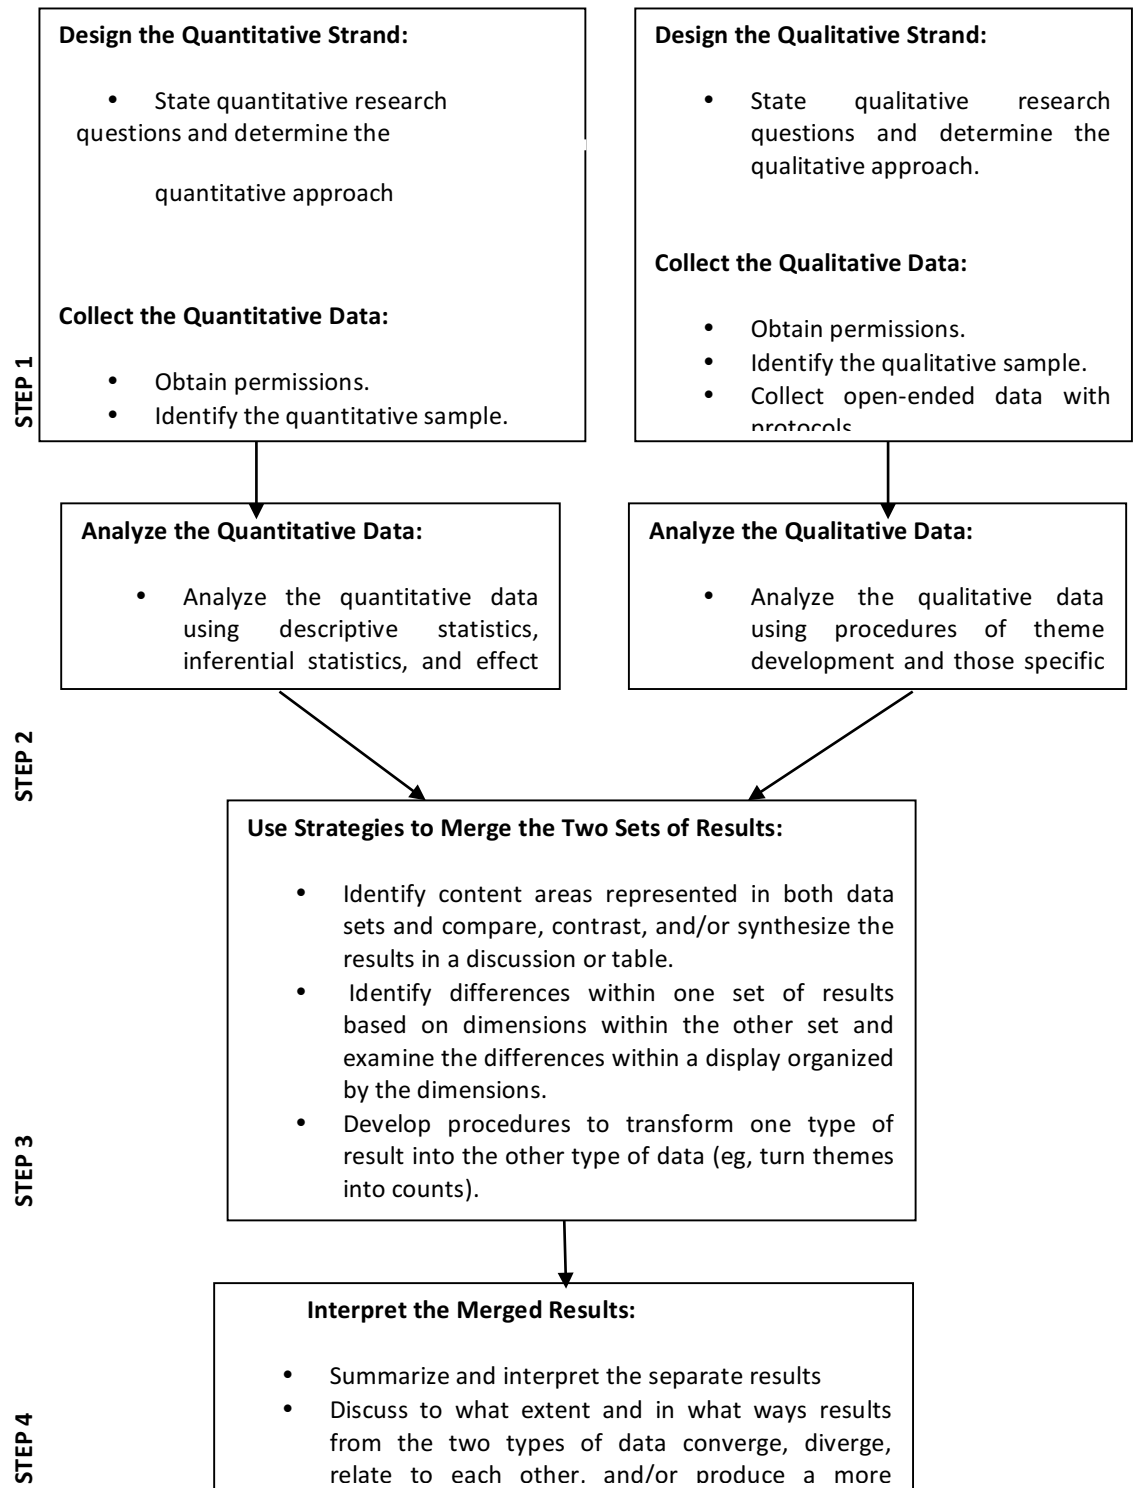 Design the Quantitative Strand:
• State quantitative research
questions and determine the
quantitative approach
Collect the Quantitative Data:
• Obtain permissions.
• Identify the quantitative sample.
Design the Qualitative Strand:
• State qualitative research
questions and determine the
qualitative approach.
Collect the Qualitative Data:
• Obtain permissions.
• Identify the qualitative sample.
• Collect open-ended data with
protocols
STEP 1
Analyze the Quantitative Data:
• Analyze the quantitative data
using descriptive statistics,
inferential statistics, and effect
Analyze the Qualitative Data:
• Analyze the qualitative data
using procedures of theme
development and those specific
STEP 2
Use Strategies to Merge the Two Sets of Results:
• Identify content areas represented in both data
sets and compare, contrast, and/or synthesize the
results in a discussion or table.
• Identify differences within one set of results
based on dimensions within the other set and
examine the differences within a display organized
by the dimensions.
• Develop procedures to transform one type of
result into the other type of data (eg, turn themes
into counts).
STEP 3
Interpret the Merged Results:
• Summarize and interpret the separate results
• Discuss to what extent and in what ways results
from the two types of data converge, diverge,
relate to each other, and/or produce a more
STEP 4